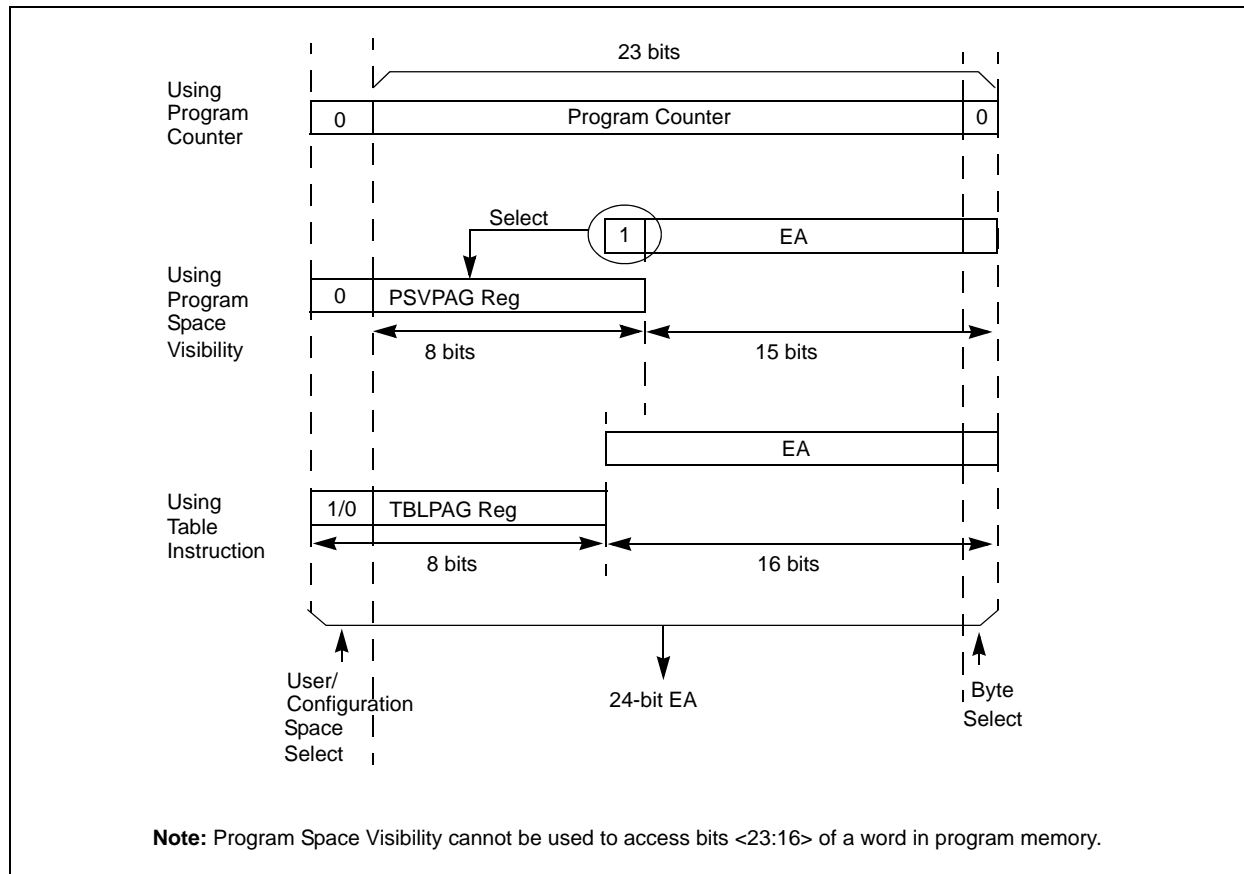 23 bits
Using
Program
Counter
0
Program Counter
0
Select
1
EA
Using
Program
Space
Visibility
0
PSVPAG Reg
8 bits
15 bits
EA
Using
Table
Instruction
1/0
TBLPAG Reg
8 bits
16 bits
User/
Configuration
Space
Select
24-bit EA
Byte
Select
Note: Program Space Visibility cannot be used to access bits <23:16> of a word in program memory.